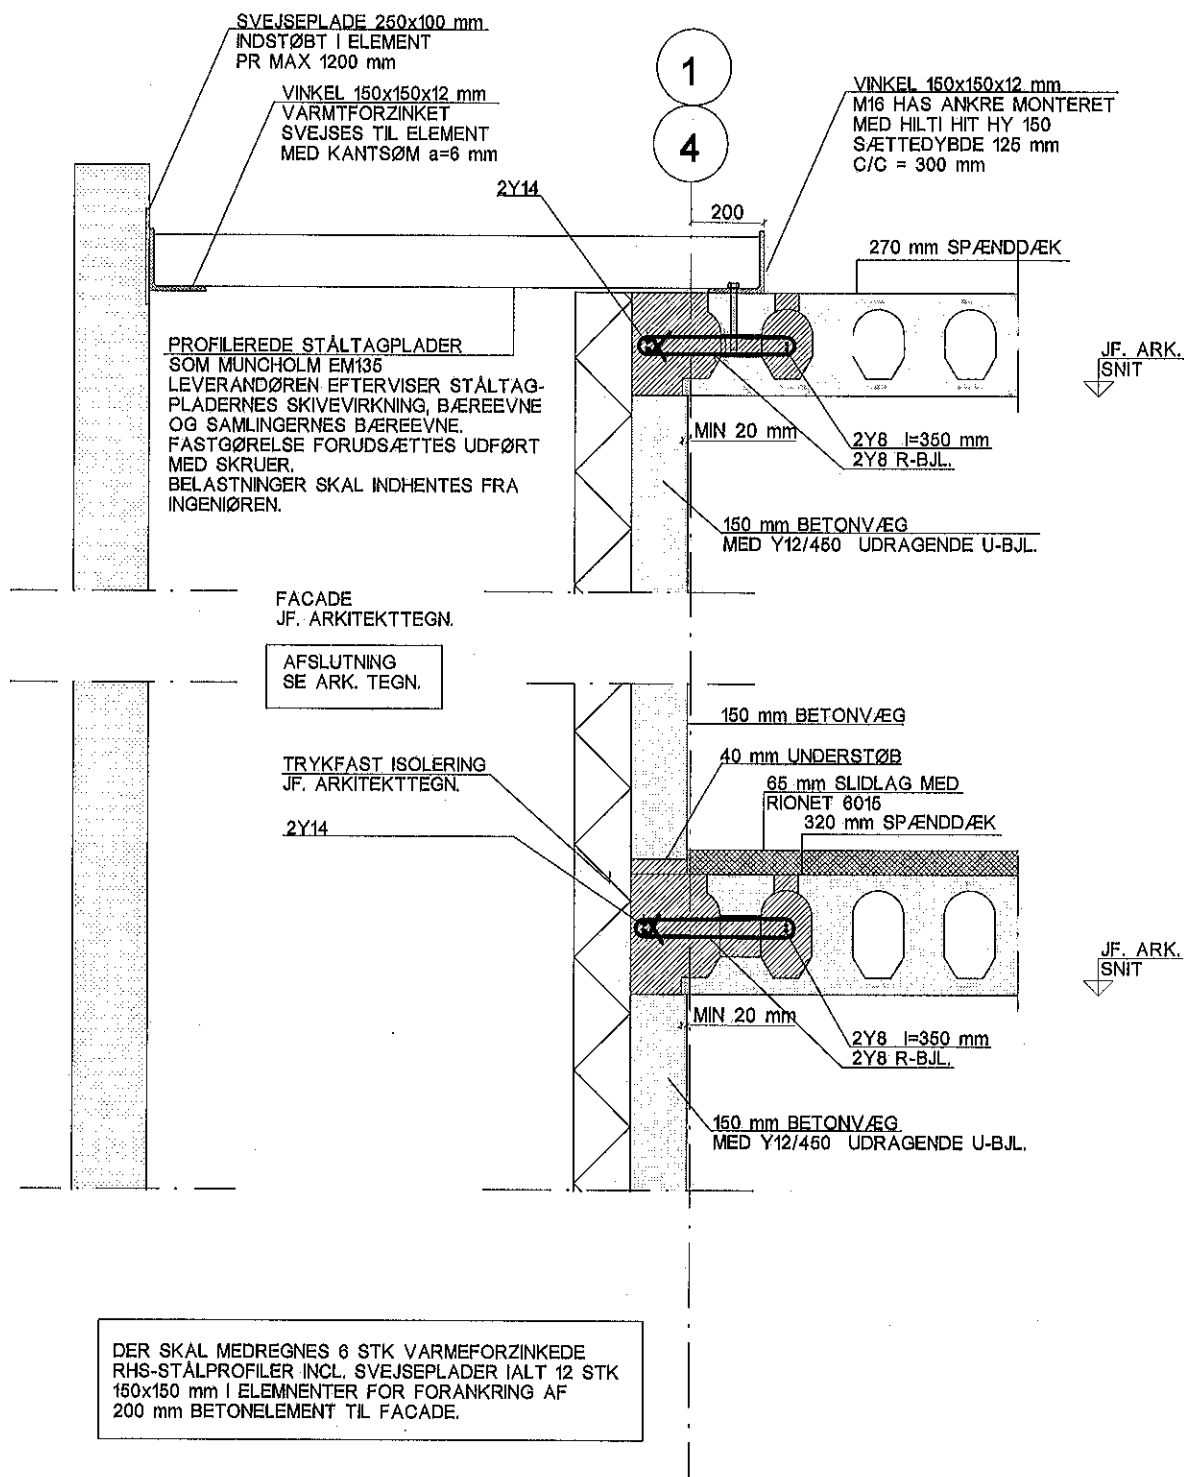 SVEJSEPLADE 250x100 mm
INDSTØBT I ELEMENT
PR MAX 1200 mm
VINKEL 150x150x12 mm
VARMTFORZINKET
SVEJSES TIL ELEMENT
MED KANTSØM a=6 mm
1
4
VINKEL 150x150x12 mm
M16 HAS ANKRE MONTERET
MED HILTI HIT HY 150
SÆTTEDYBDE 125 mm
C/C = 300 mm
2Y14
200
270 mm SPÆNDDÆK
PROFILEREDE STÅLTAGPLADER
SOM MUNCHOLM EM135
LEVERANDØREN EFTERVISER STÅLTAG-
PLADERNES SKIVEVIRKNING, BÆREEVNE
OG SAMLINGERNES BÆREEVNE.
FASTGØRELSE FORUDSÆTTES UDFØRT
MED SKRUER.
BELASTNINGER SKAL INDHENTES FRA
INGENIØREN.
JF. ARK.
SNIT
MIN 20 mm
2Y8 l=350 mm
2Y8 R-BJL.
150 mm BETONVÆG
MED Y12/450 UDRAGENDE U-BJL.
FACADE
JF. ARKITEKTTEGN.
AFSLUTNING
SE ARK. TEGN.
150 mm BETONVÆG
40 mm UNDERSTØB
TRYKFAST ISOLERING
JF. ARKITEKTTEGN.
65 mm SLIDLAG MED
RIONET 6015
320 mm SPÆNDDÆK
2Y14
JF. ARK.
SNIT
MIN 20 mm
2Y8 l=350 mm
2Y8 R-BJL.
150 mm BETONVÆG
MED Y12/450 UDRAGENDE U-BJL.
DER SKAL MEDREGNES 6 STK VARMEFORZINKEDE
RHS-STÅLPROFILER INCL. SVEJSEPLADER IALT 12 STK
150x150 mm I ELEMNENTER FOR FORANKRING AF
200 mm BETONELEMENT TIL FACADE.